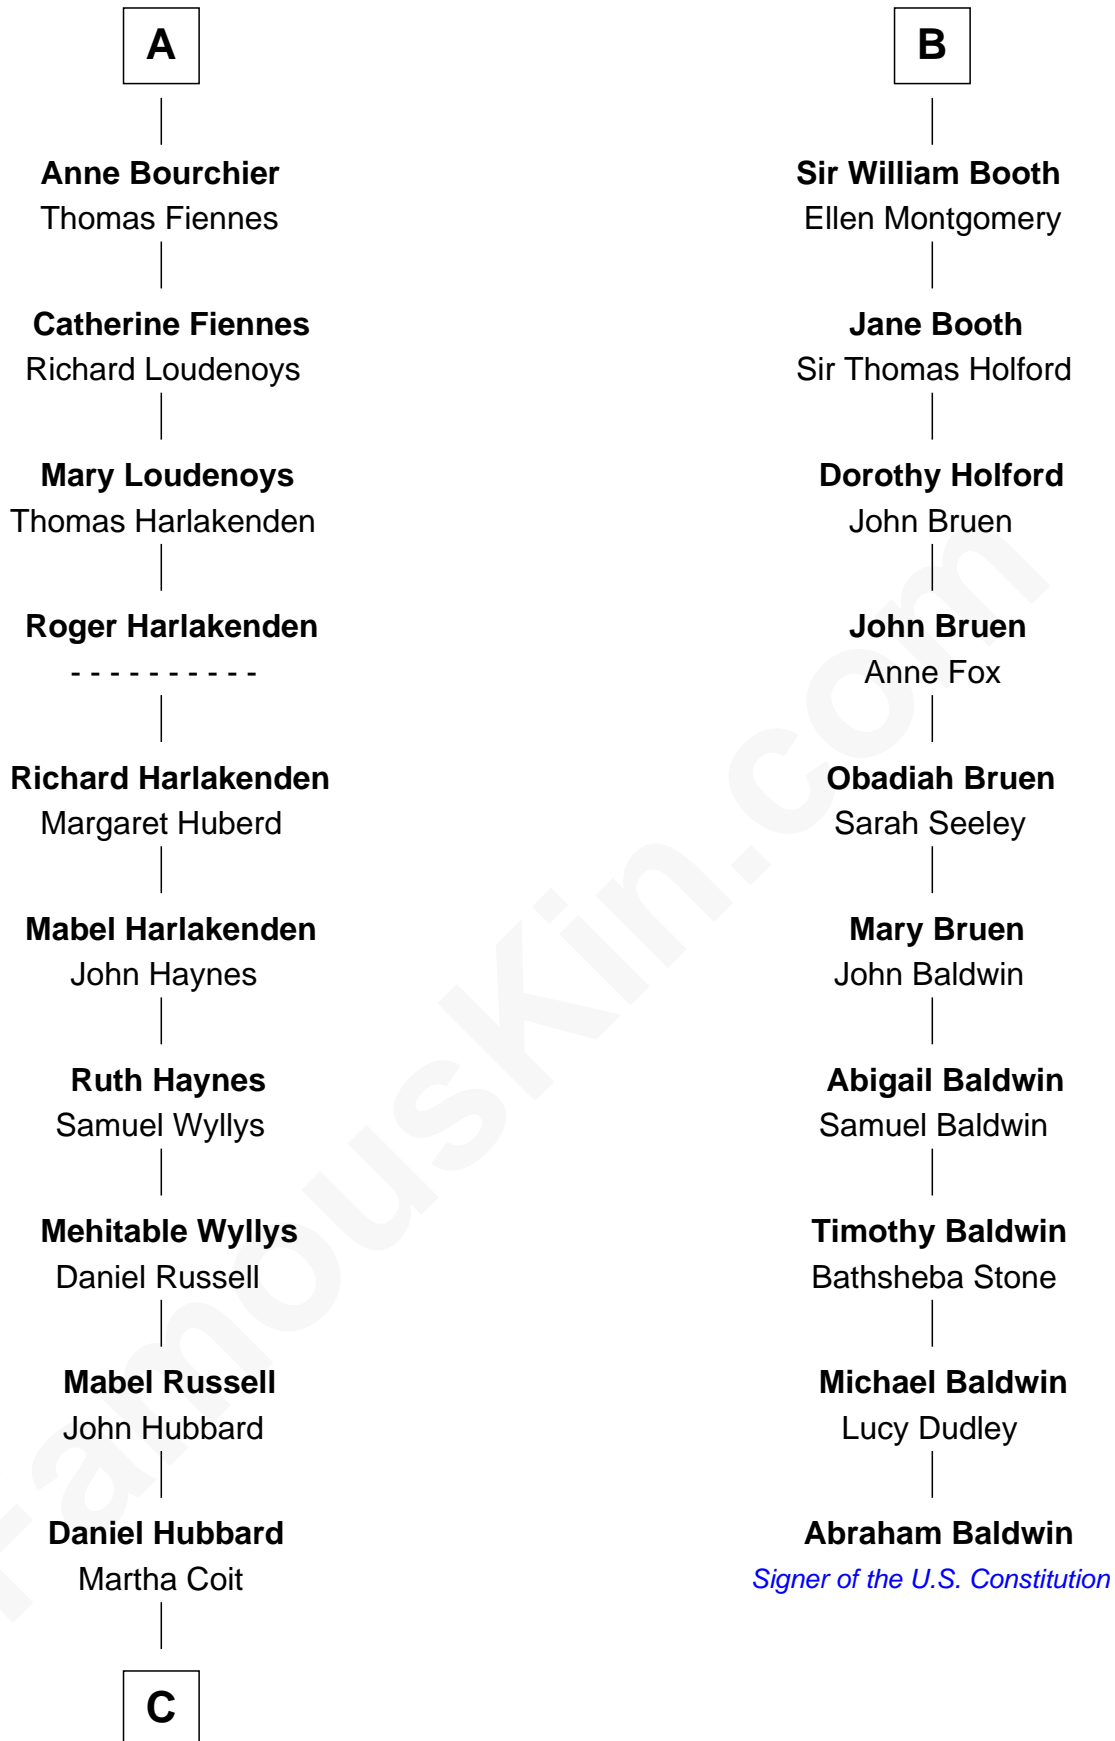 A
Anne Bourchier
Thomas Fiennes
Catherine Fiennes
Richard Loudenoys
Mary Loudenoys
Thomas Harlakenden
Roger Harlakenden
- - - - - - - - - -
Richard Harlakenden
Margaret Huberd
Mabel Harlakenden
John Haynes
Ruth Haynes
Samuel Wyllys
Mehitable Wyllys
Daniel Russell
Mabel Russell
John Hubbard
Daniel Hubbard
Martha Coit
C
B
Sir William Booth
Ellen Montgomery
Jane Booth
Sir Thomas Holford
Dorothy Holford
John Bruen
John Bruen
Anne Fox
Obadiah Bruen
Sarah Seeley
Mary Bruen
John Baldwin
Abigail Baldwin
Samuel Baldwin
Timothy Baldwin
Bathsheba Stone
Michael Baldwin
Lucy Dudley
Abraham Baldwin
Signer of the U.S. Constitution
FamousKin.com